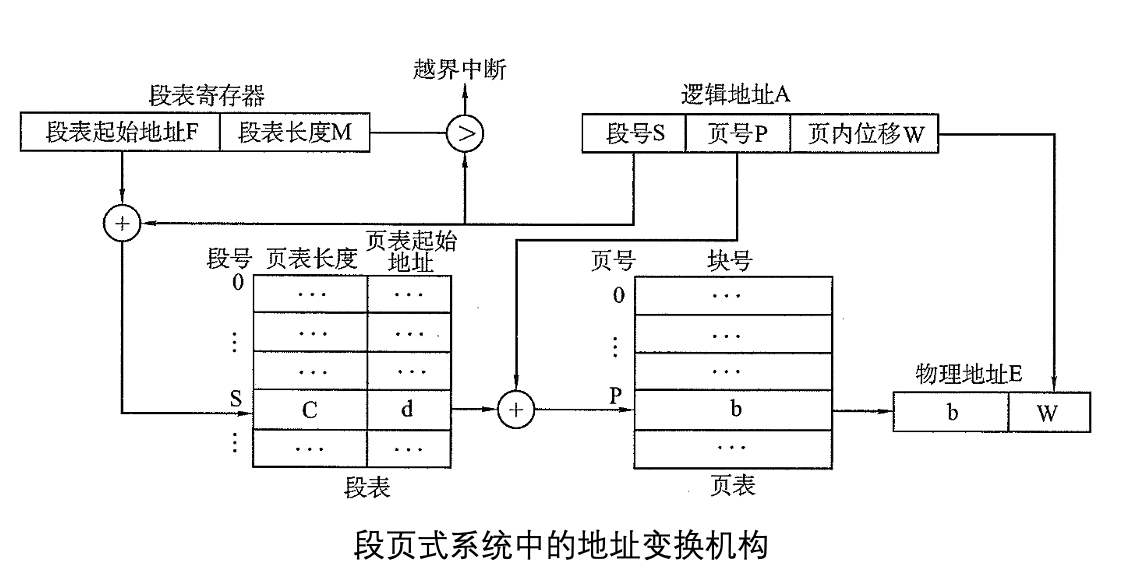 越界中断
段表寄存器
逻辑地址A
段表起始地址F
段表长度M
>
段号S
页号P
页内位移W
+
段号
页表长度
页表起始
地址
页号
块号
0
···
···
0
···
⋮
···
···
⋮
···
···
···
···
物理地址E
S
C
d
+
P
b
b
W
⋮
···
···
···
段表
页表
段页式系统中的地址变换机构